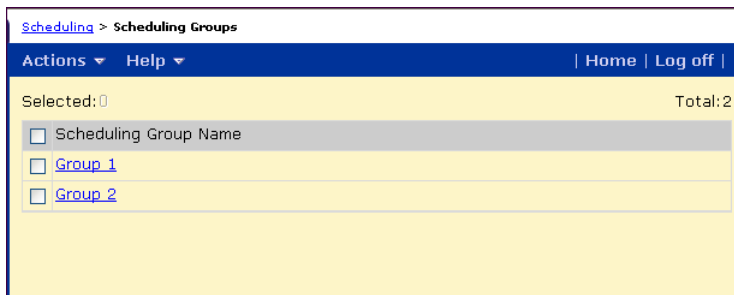 Scheduling > Scheduling Groups
Actions Help | Home | Log off |
Selected:0 Total:2
Scheduling Group Name
Group 1
Group 2